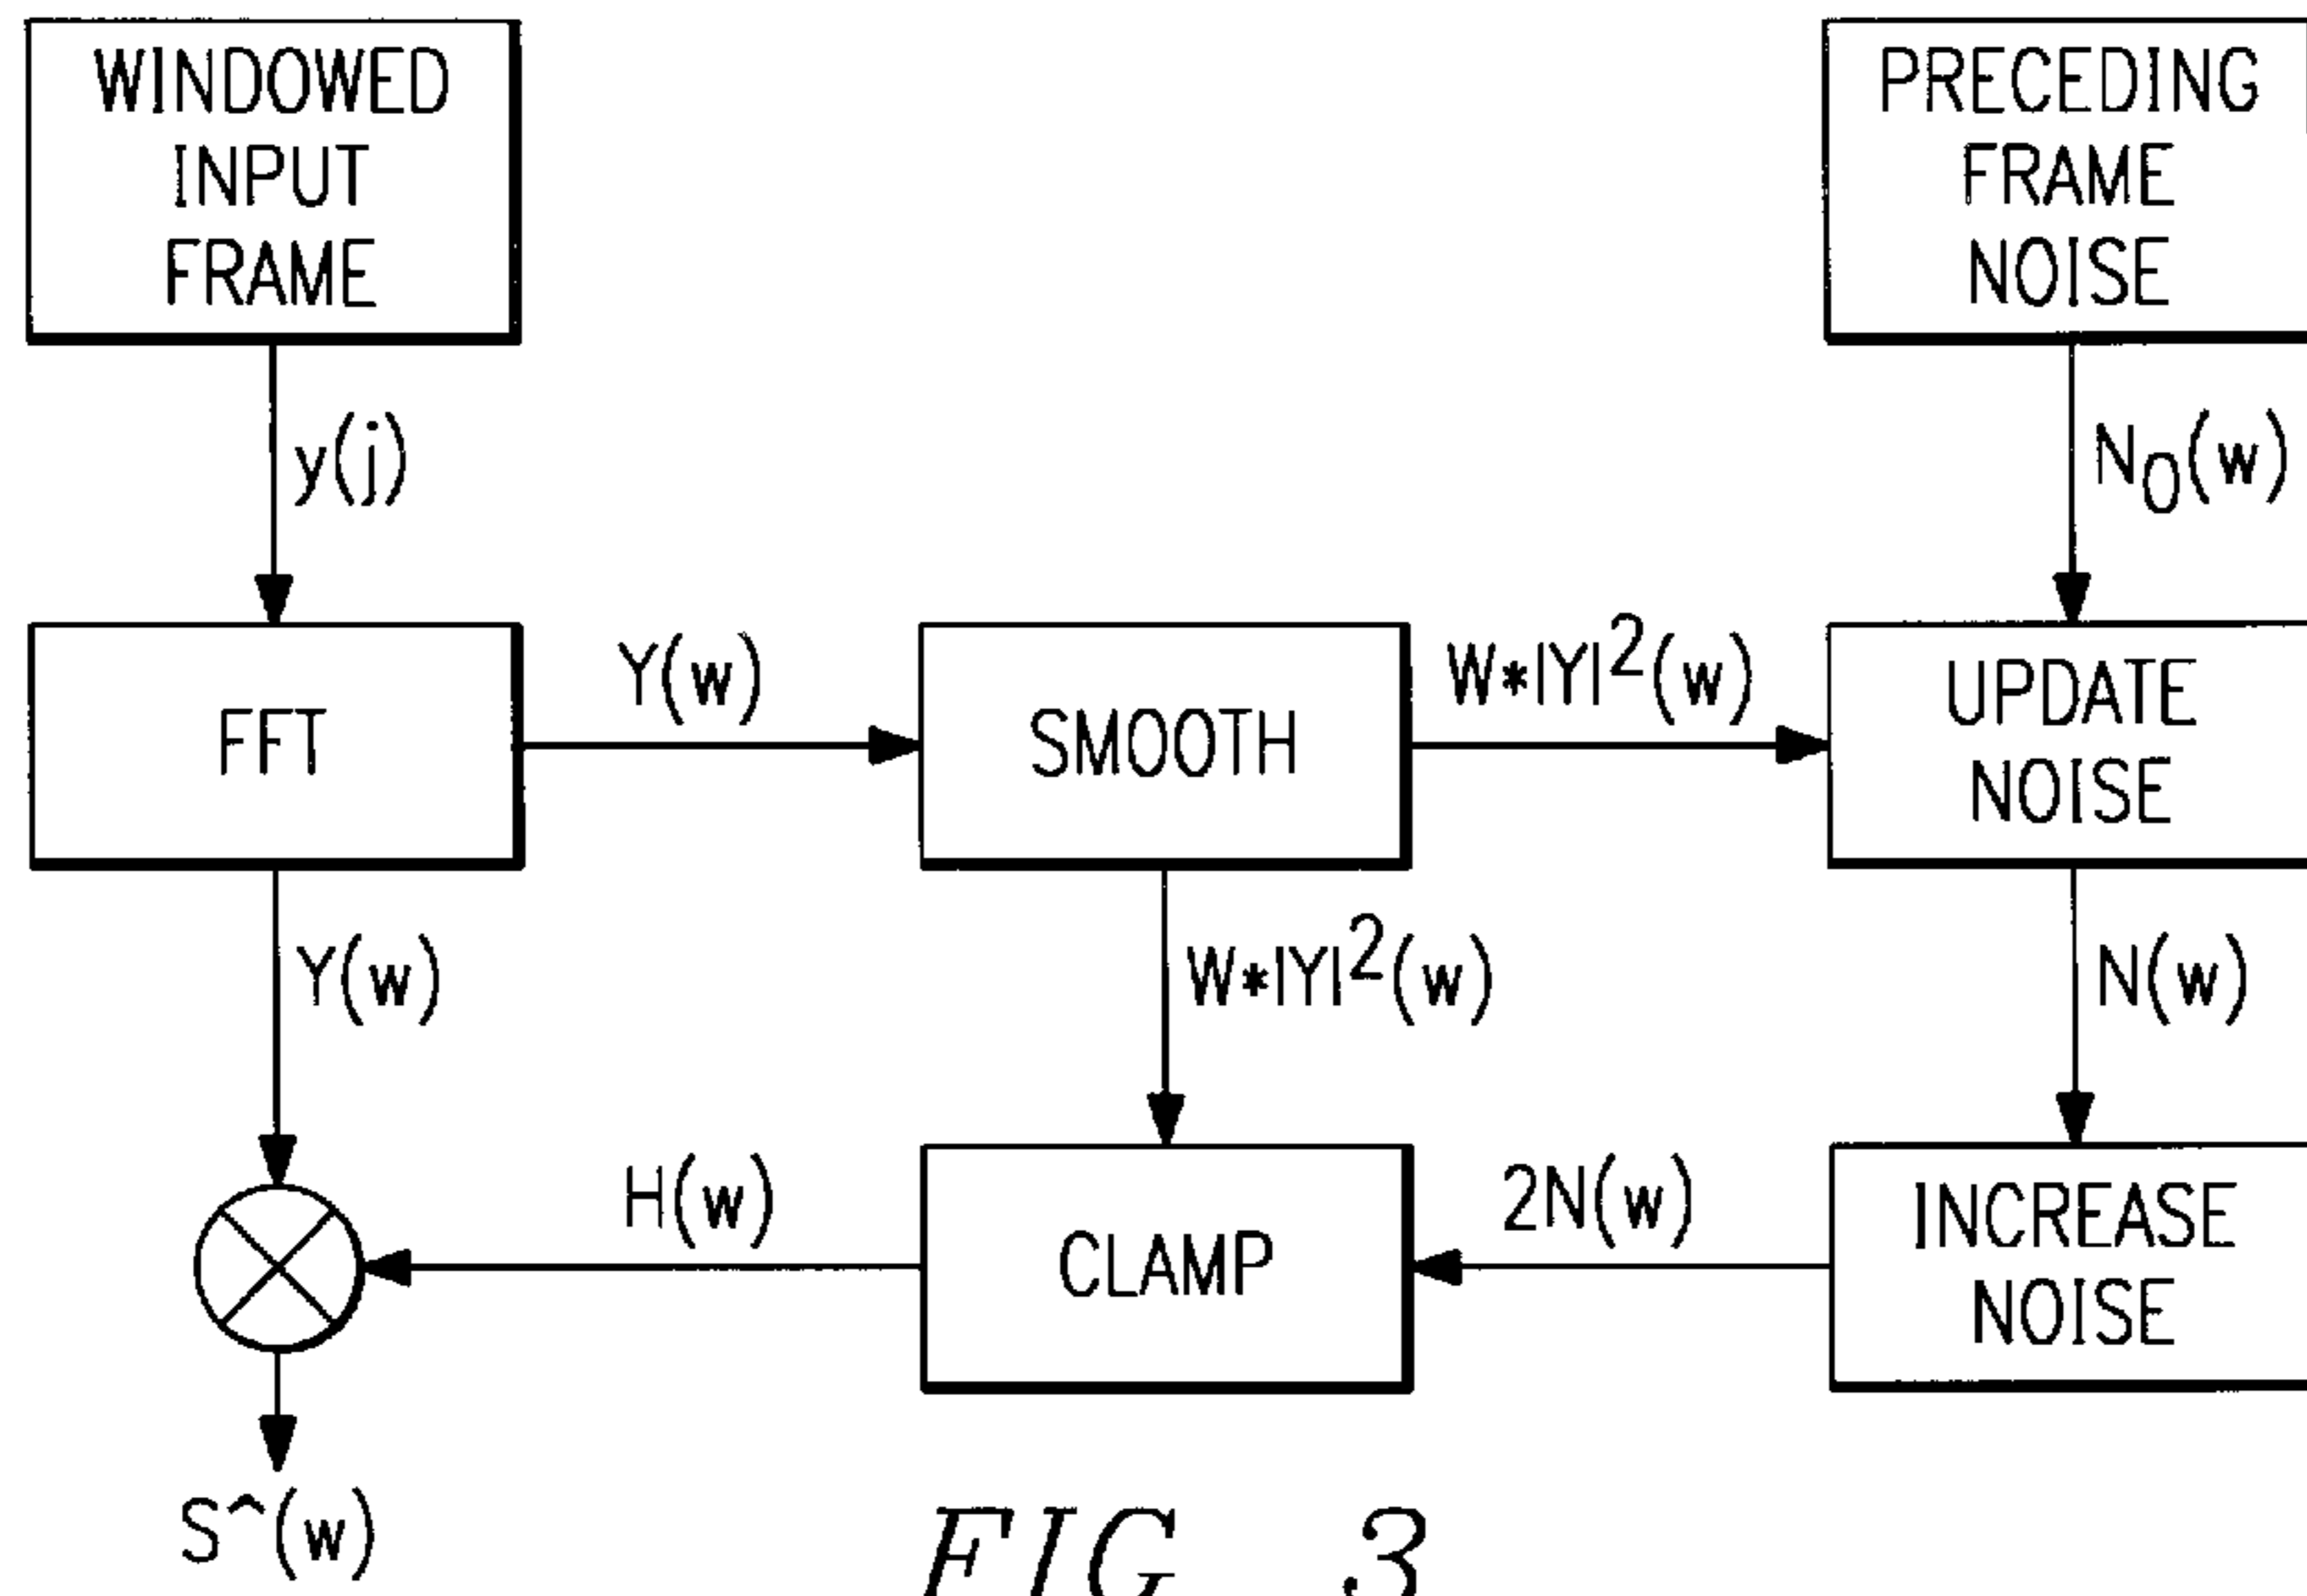 WINDOWED
INPUT
FRAME
PRECEDING
FRAME
NOISE
y(j)
N₀(w)
FFT
Y(w)
SMOOTH
W*|Y|²(w)
UPDATE
NOISE
Y(w)
W*|Y|²(w)
N(w)
H(w)
CLAMP
2N(w)
INCREASE
NOISE
S^(w)
FIG 3